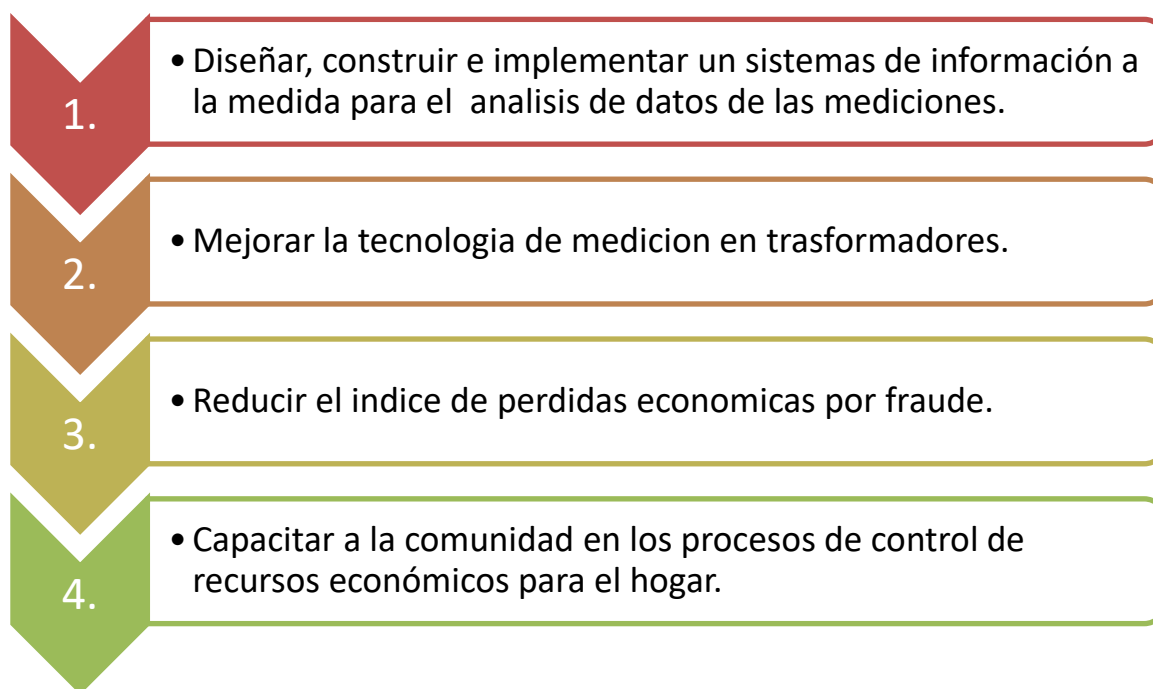 1.
• Diseñar, construir e implementar un sistemas de información a
la medida para el  analisis de datos de las mediciones.
2.
• Mejorar la tecnologia de medicion en trasformadores.
3.
• Reducir el indice de perdidas economicas por fraude.
4.
• Capacitar a la comunidad en los procesos de control de
recursos económicos para el hogar.